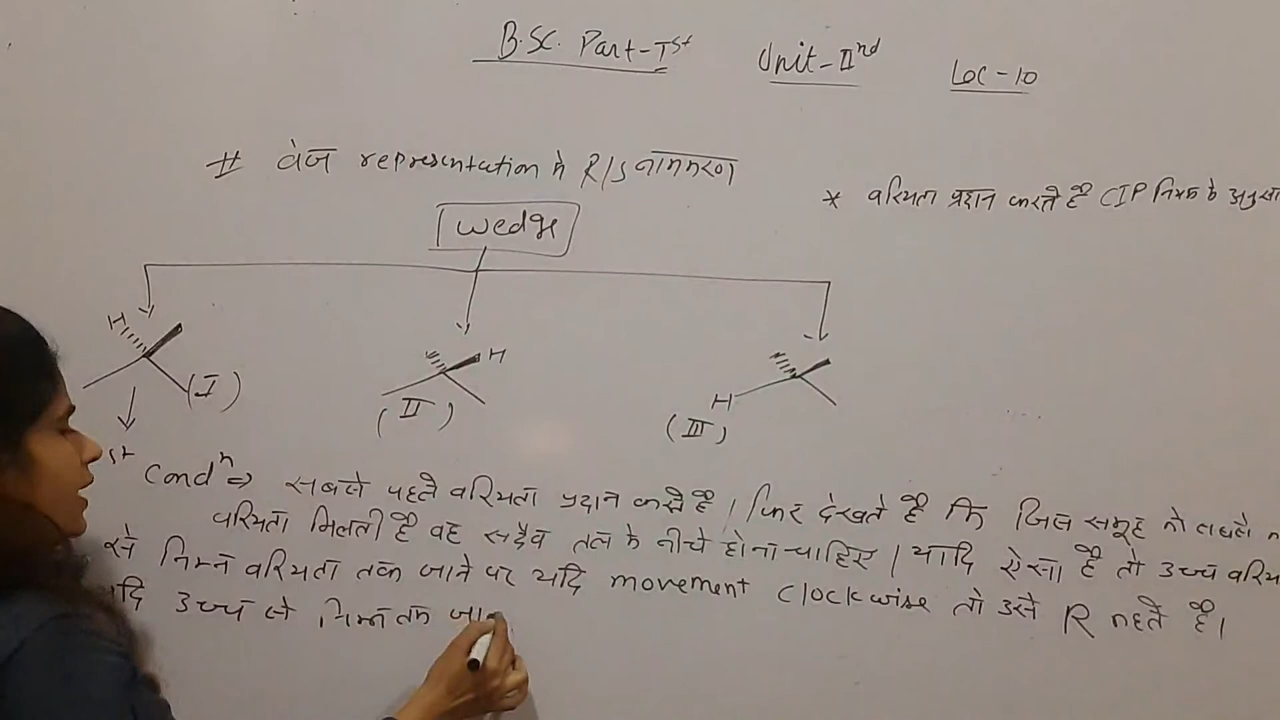 B.SC. Part-Ist Unit-IInd Lec-10
# वेज representation में R/S नामकरण
* वरियता प्रदान करते हैं CIP नियम के अनुसा
Wedge
H
(I)
H
(II)
H
(III)
1st Condn ⇒ सबसे पहले वरियता प्रदान करते हैं। फिर देखते हैं कि जिस समूह को सबसे
वरियता मिलती है वह सदैव तल के नीचे होना चाहिए। यदि ऐसा है तो उच्च वरिय
से निम्न वरियता तक जाने पर यदि movement clockwise तो उसे R कहते हैं।
यदि उच्च से निम्न तक जा